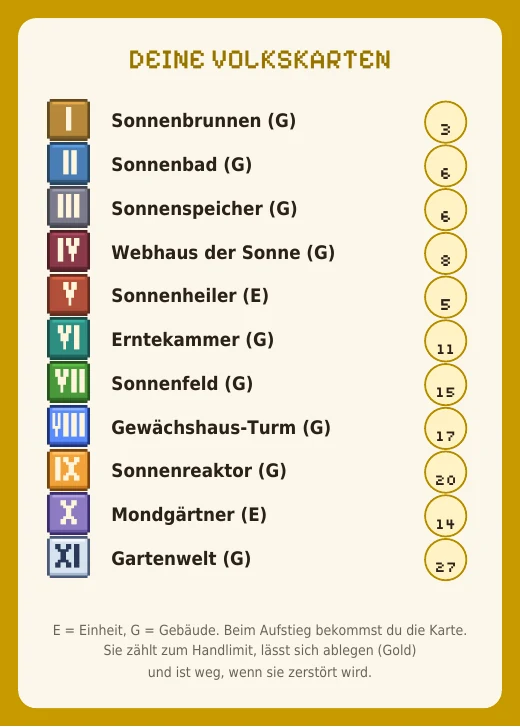 DEINE VOLKSKARTEN
I Sonnenbrunnen (G) 3
II Sonnenbad (G) 6
III Sonnenspeicher (G) 6
IV Webhaus der Sonne (G) 8
V Sonnenheiler (E) 5
VI Erntekammer (G) 11
VII Sonnenfeld (G) 15
VIII Gewächshaus-Turm (G) 17
IX Sonnenreaktor (G) 20
X Mondgärtner (E) 14
XI Gartenwelt (G) 27
E = Einheit, G = Gebäude. Beim Aufstieg bekommst du die Karte.
Sie zählt zum Handlimit, lässt sich ablegen (Gold)
und ist weg, wenn sie zerstört wird.